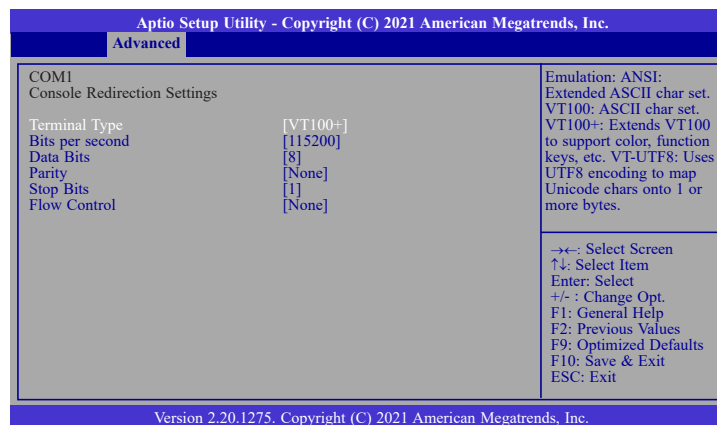 Aptio Setup Utility - Copyright (C) 2021 American Megatrends, Inc.
Advanced
COM1
Console Redirection Settings
Terminal Type [VT100+]
Bits per second [115200]
Data Bits [8]
Parity [None]
Stop Bits [1]
Flow Control [None]
Emulation: ANSI:
Extended ASCII char set.
VT100: ASCII char set.
VT100+: Extends VT100
to support color, function
keys, etc. VT-UTF8: Uses
UTF8 encoding to map
Unicode chars onto 1 or
more bytes.
→←: Select Screen
↑↓: Select Item
Enter: Select
+/- : Change Opt.
F1: General Help
F2: Previous Values
F9: Optimized Defaults
F10: Save & Exit
ESC: Exit
Version 2.20.1275. Copyright (C) 2021 American Megatrends, Inc.